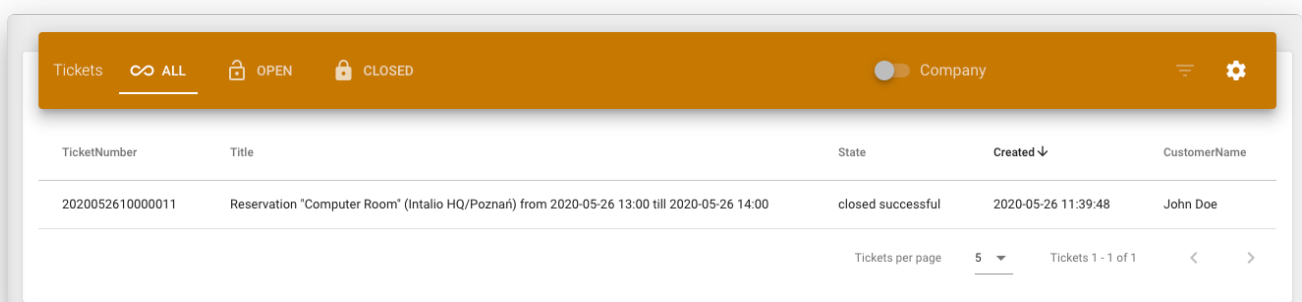 Tickets ALL OPEN CLOSED Company
TicketNumber Title State Created CustomerName
2020052610000011 Reservation "Computer Room" (Intalio HQ/Poznań) from 2020-05-26 13:00 till 2020-05-26 14:00 closed successful 2020-05-26 11:39:48 John Doe
Tickets per page 5 Tickets 1 - 1 of 1